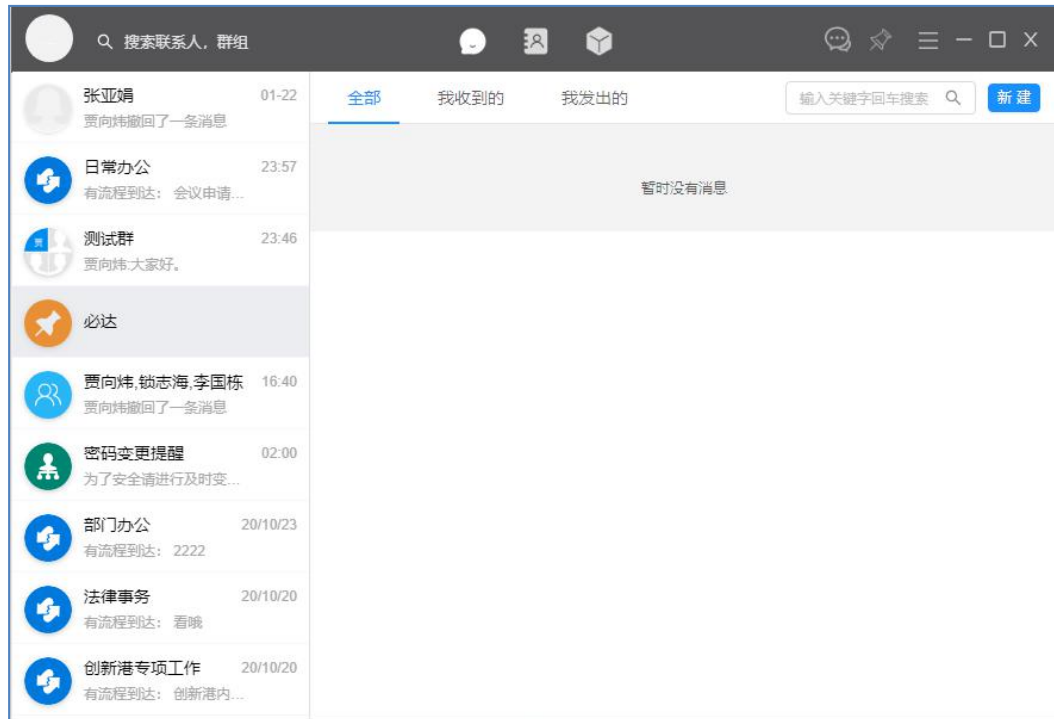 搜索联系人，群组
张亚娟 01-22
贾向炜撤回了一条消息
日常办公 23:57
有流程到达： 会议申请...
测试群 23:46
贾向炜:大家好。
必达
贾向炜,锁志海,李国栋 16:40
贾向炜撤回了一条消息
密码变更提醒 02:00
为了安全请进行及时变...
部门办公 20/10/23
有流程到达： 2222
法律事务 20/10/20
有流程到达： 看哦
创新港专项工作 20/10/20
有流程到达： 创新港内...
全部 我收到的 我发出的
输入关键字回车搜索 新 建
暂时没有消息
贾